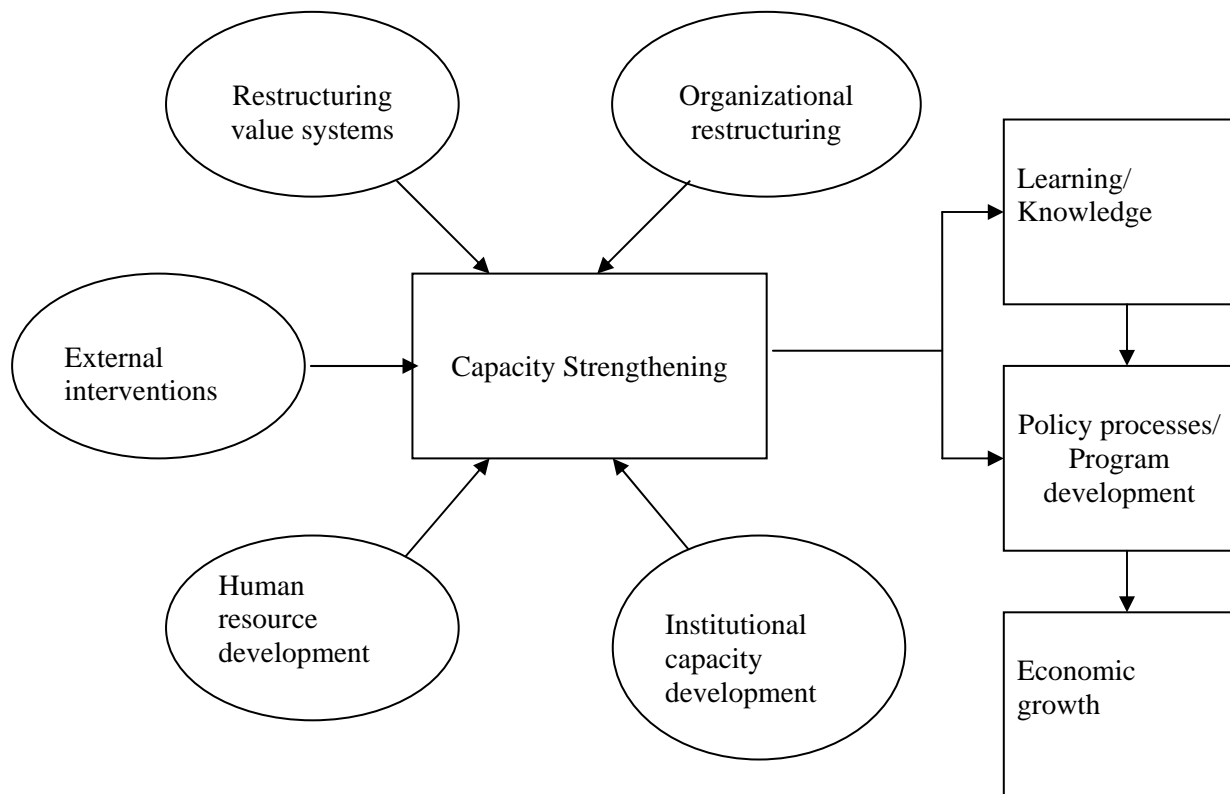 Restructuring
value systems
Organizational
restructuring
Learning/
Knowledge
External
interventions
Capacity Strengthening
Policy processes/
Program
development
Human
resource
development
Institutional
capacity
development
Economic
growth